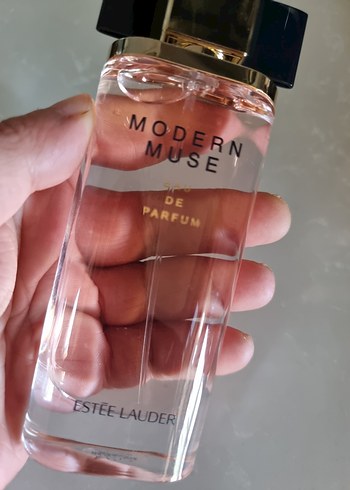 MODERN
MUSE
DE
PARFUM
ESTĒE LAUDER